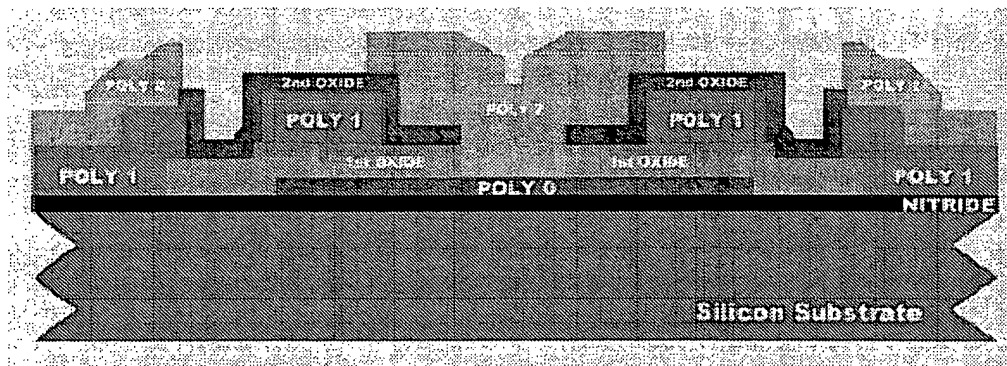 2nd OXIDE
2nd OXIDE
POLY 2
POLY 2
POLY 2
POLY 1
POLY 1
1st OXIDE
1st OXIDE
POLY 1
POLY 1
POLY 0
NITRIDE
Silicon Substrate